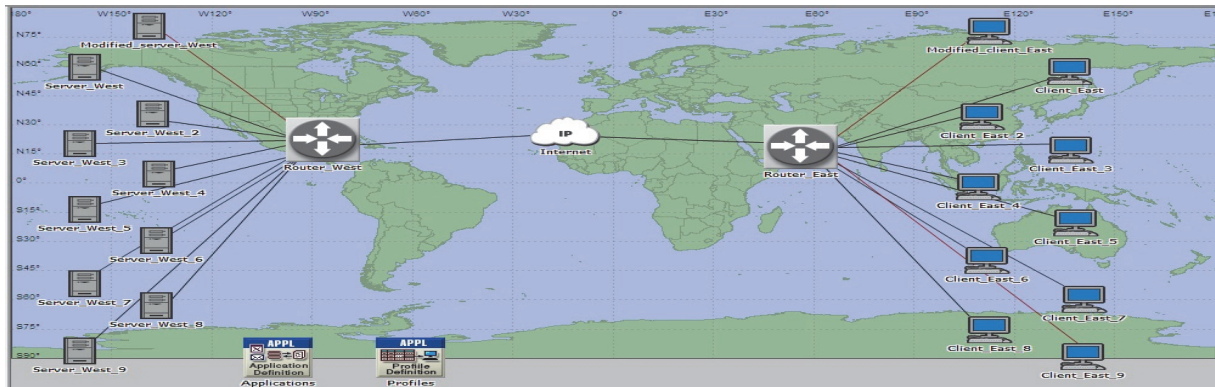 W150° W120° W90° W60° W30° 0° E30° E60° E90° E120° E150°
N75°
Modified_server_West
Modified_client_East
N60°
Server_West
Client_East
N45°
Server_West_2
Client_East_2
N30°
IP
Internet
Server_West_3
Client_East_3
N15°
Router_West
Router_East
0°
Server_West_4
Client_East_4
S15°
Server_West_5
Client_East_5
S30°
Server_West_6
Client_East_6
S45°
Server_West_7
Client_East_7
S60°
Server_West_8
Client_East_8
S75°
S90°
Server_West_9
Client_East_9
APPL
Application
Definition
Applications
APPL
Profile
Definition
Profiles